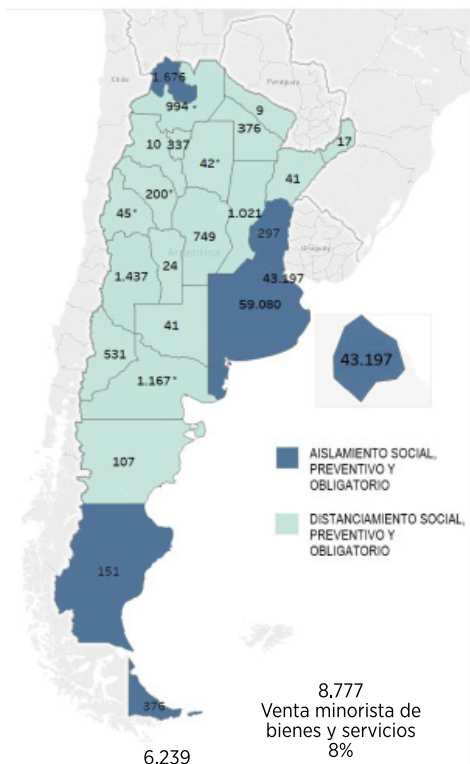 1.676
Chile
Paraguay
994 *
9
376
10
337
17
42*
41
200*
45*
1.021
749
297
Argentina
Uruguay
24
1.437
43.197
59.080
41
43.197
531
1.167*
107
AISLAMIENTO SOCIAL,
PREVENTIVO Y
OBLIGATORIO
DISTANCIAMIENTO SOCIAL,
PREVENTIVO Y
OBLIGATORIO
151
376
8.777
Venta minorista de
bienes y servicios
8%
6.239